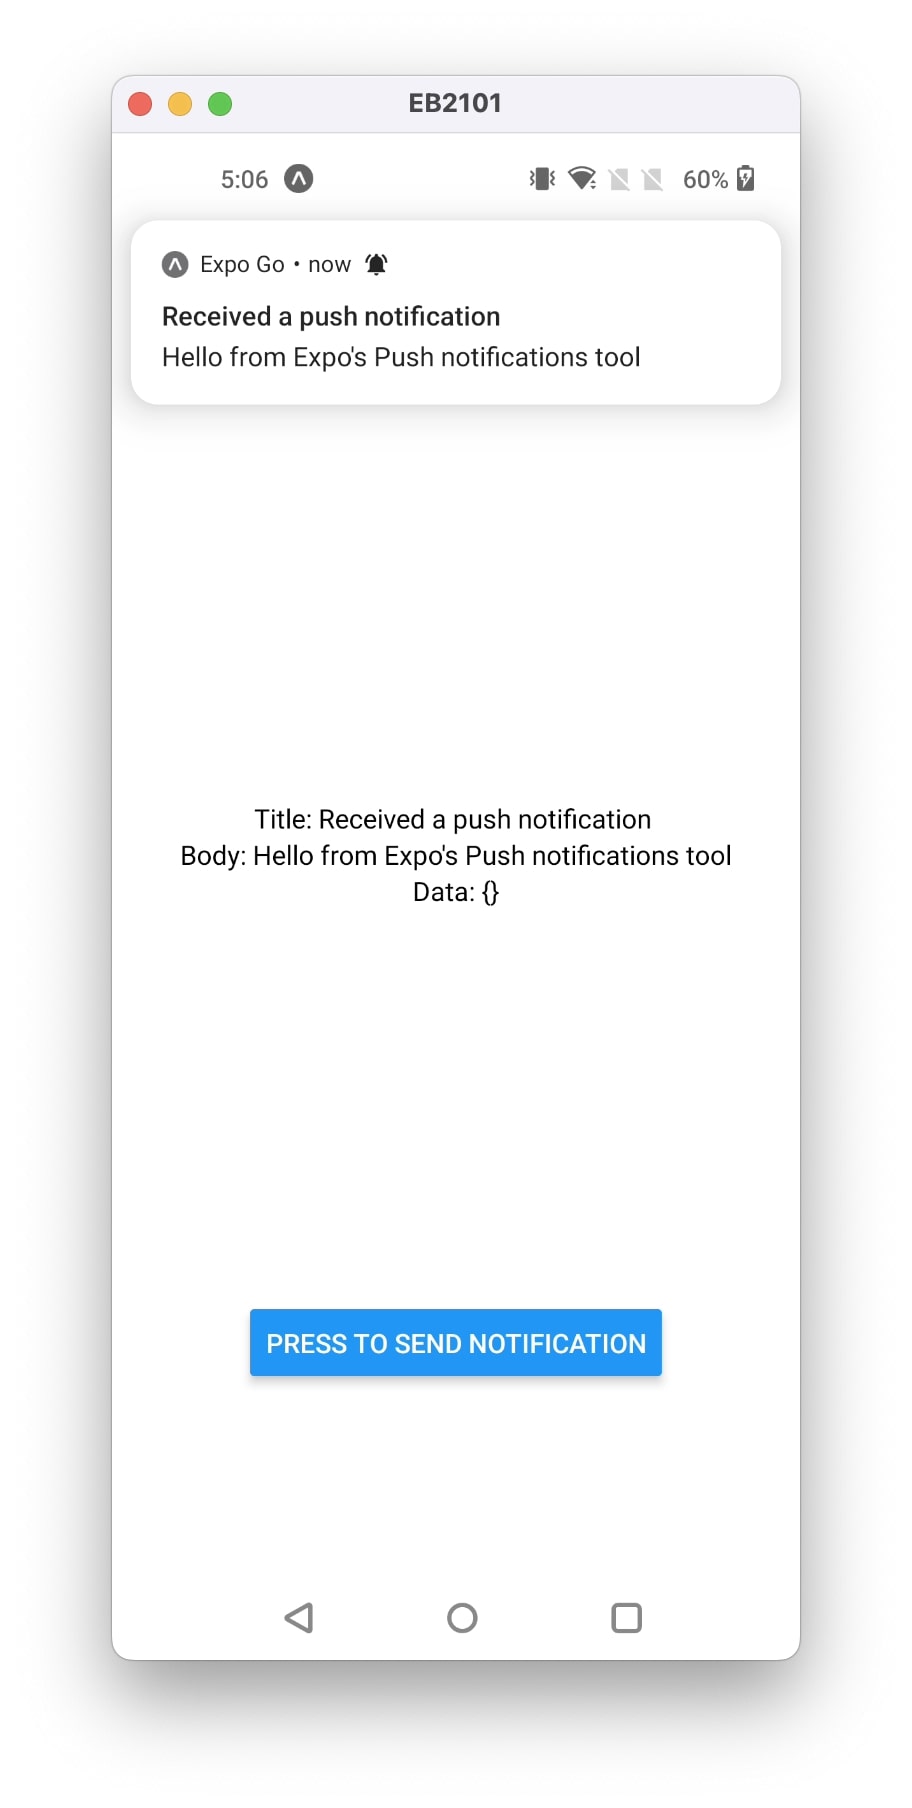 EB2101
5:06 60%
Expo Go • now
Received a push notification
Hello from Expo's Push notifications tool
Title: Received a push notification
Body: Hello from Expo's Push notifications tool
Data: {}
PRESS TO SEND NOTIFICATION